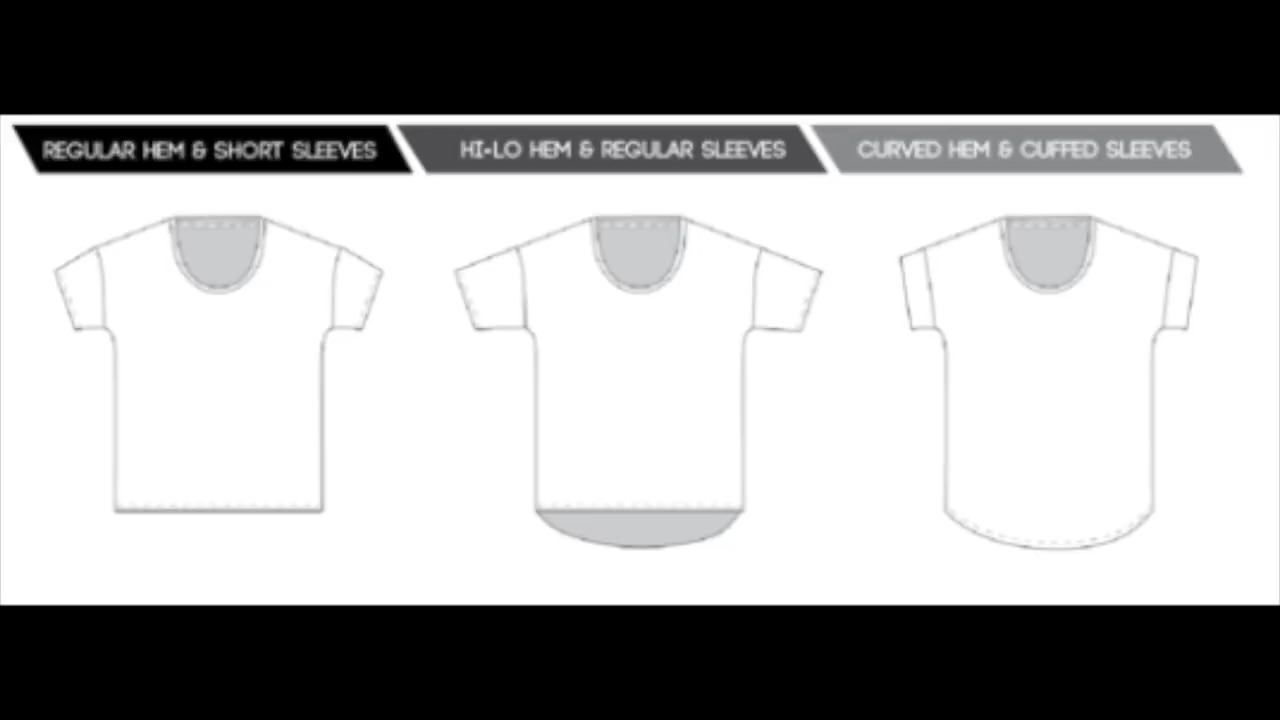 REGULAR HEM & SHORT SLEEVES
HI-LO HEM & REGULAR SLEEVES
CURVED HEM & CUFFED SLEEVES